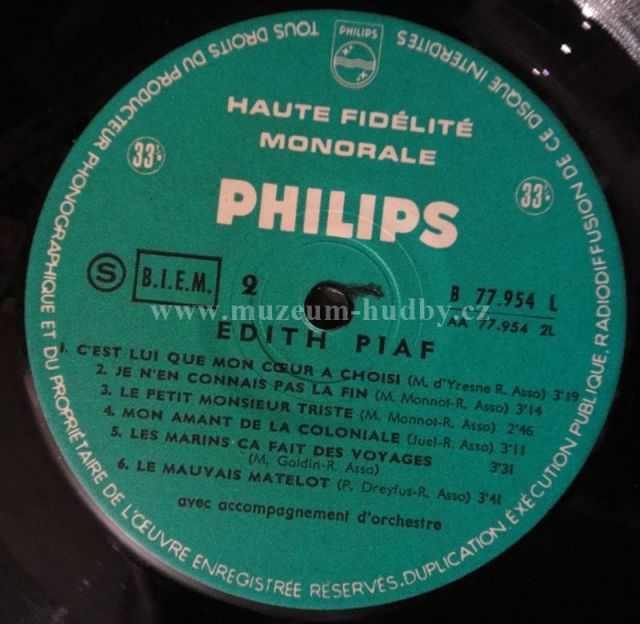 TOUS DROITS DU PRODUCTEUR PHONOGRAPHIQUE ET DU PROPRIÉTAIRE DE L'ŒUVRE ENREGISTRÉE RÉSERVÉS. DUPLICATION EXÉCUTION PUBLIQUE, RADIODIFFUSION DE CE DISQUE INTERDITES
PHILIPS
HAUTE FIDÉLITÉ
MONORALE
33⅓ 33⅓
PHILIPS
S B.I.E.M. 2 B 77.954 L
AA 77.954 2L
www.muzeum-hudby.cz
EDITH PIAF
1. C'EST LUI QUE MON CŒUR A CHOISI (M. d'Yresne R. Asso) 3'19
2. JE N'EN CONNAIS PAS LA FIN (M. Monnot-R. Asso) 3'14
3. LE PETIT MONSIEUR TRISTE (M. Monnot-R. Asso) 2'46
4. MON AMANT DE LA COLONIALE (Juel-R. Asso) 3'11
5. LES MARINS ÇA FAIT DES VOYAGES 3'31
(M. Goldin-R. Asso)
6. LE MAUVAIS MATELOT (P. Dreyfus-R. Asso) 3'41
avec accompagnement d'orchestre